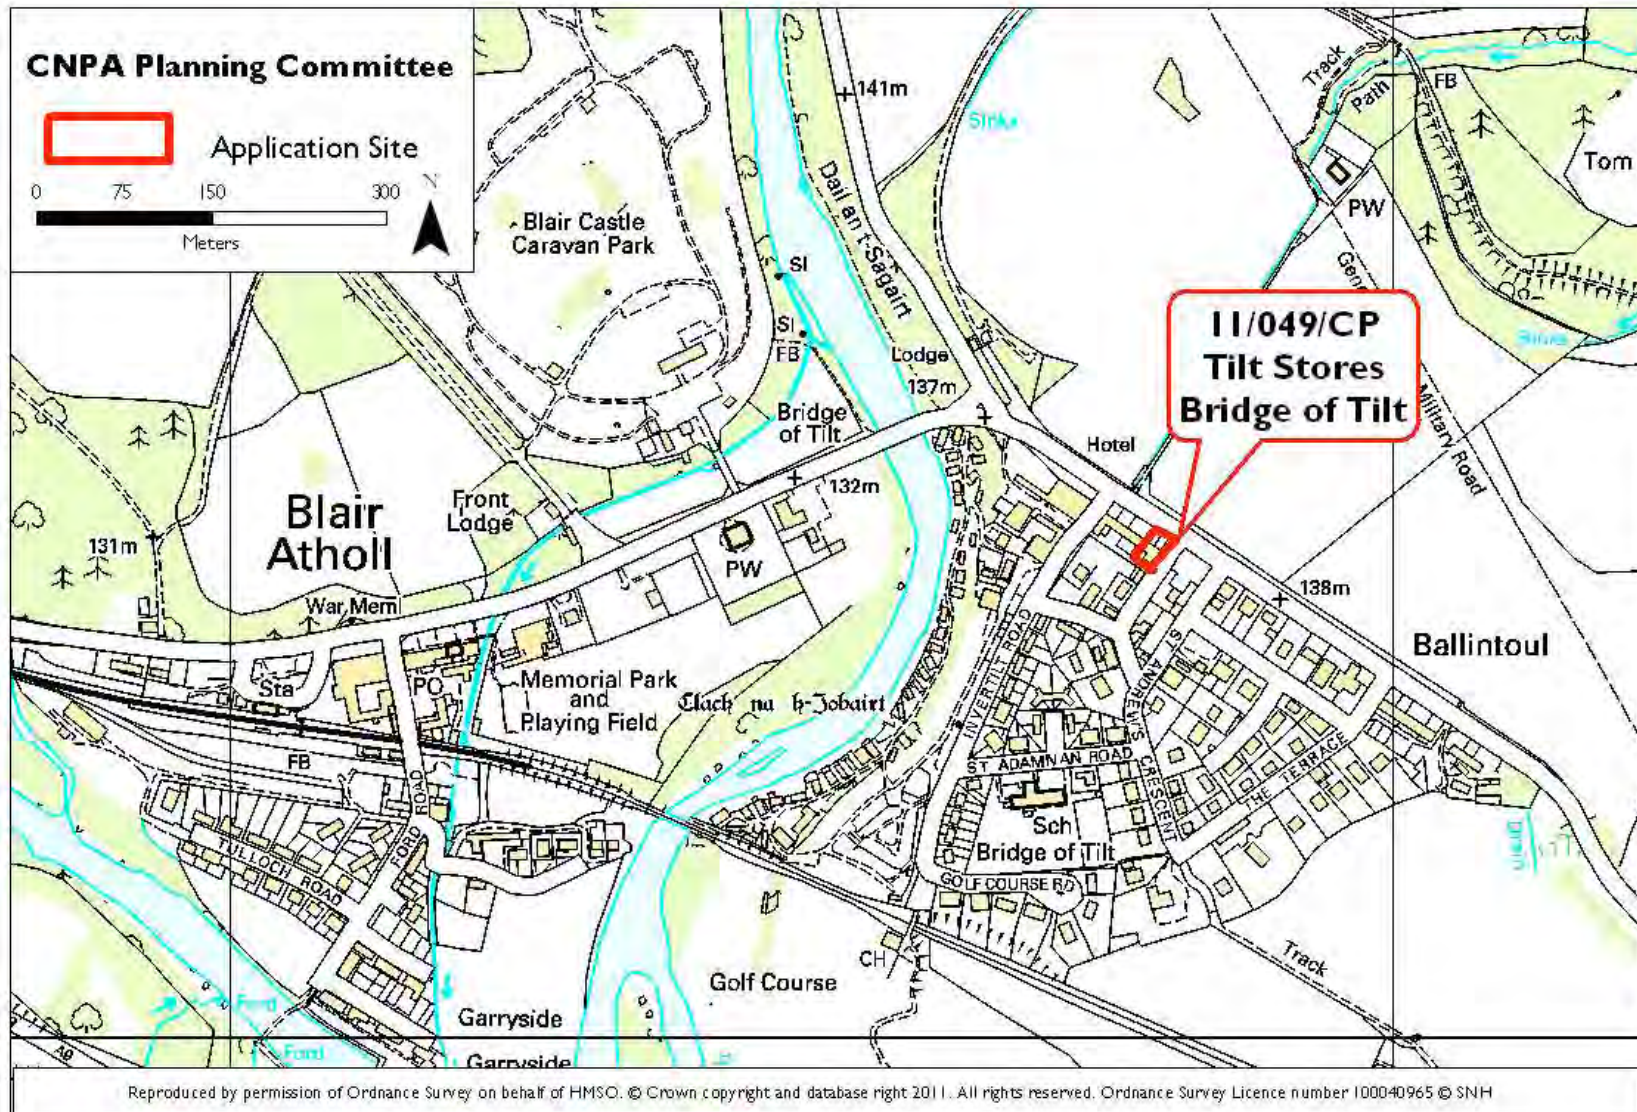 CNPA Planning Committee
Application Site
0 75 150 300
N
Meters
141m
Sinks
Track
Path
FB
Tom
PW
Dail an t-Sagairt
Blair Castle
Caravan Park
SI
SI
FB
Lodge
137m
11/049/CP
Tilt Stores
Bridge of Tilt
Military Road
Hotel
Bridge
of Tilt
132m
Front
Lodge
Blair
Atholl
131m
PW
138m
War Meml
Ballintoul
Sta
PO
Memorial Park
and
Playing Field
Clach na h-Iobairt
INVERTILT ROAD
ST ANDREWS CRESCENT
ST ADAMNAN ROAD
THE TERRACE
FB
FORD ROAD
TULLOCH ROAD
Sch
Bridge of Tilt
GOLF COURSE RD
Drain
CH
Track
Golf Course
Garryside
Ford
Ford
A9
Garryside
Reproduced by permission of Ordnance Survey on behalf of HMSO. © Crown copyright and database right 2011. All rights reserved. Ordnance Survey Licence number 100040965 © SNH